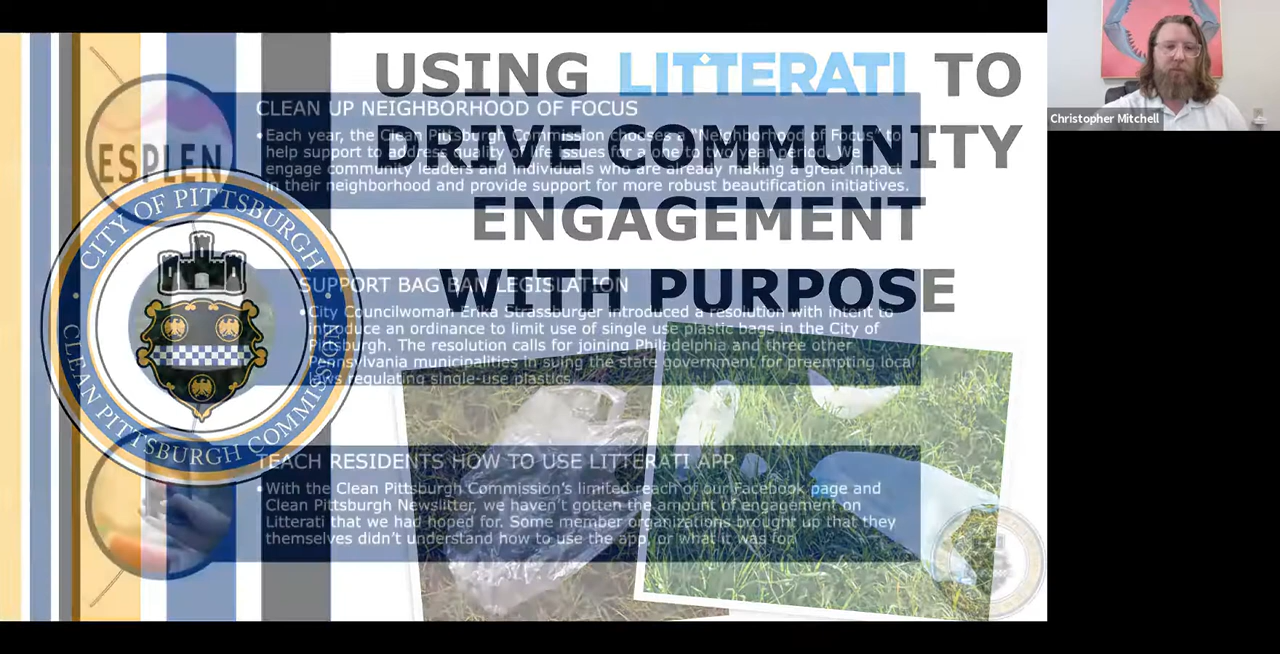 USING LITTERATI TO
DRIVE COMMUNITY
ENGAGEMENT
WITH PURPOSE
CITY OF PITTSBURGH
CLEAN PITTSBURGH COMMISSION
ESPLEN
CLEAN UP NEIGHBORHOOD OF FOCUS
•Each year, the Clean Pittsburgh Commission chooses a "Neighborhood of Focus" to
help support to address quality of life issues for a one to two year period. We
engage community leaders and individuals who are already making a great impact
in their neighborhood and provide support for more robust beautification initiatives.
SUPPORT BAG BAN LEGISLATION
•City Councilwoman Erika Strassburger introduced a resolution with intent to
introduce an ordinance to limit use of single use plastic bags in the City of
Pittsburgh. The resolution calls for joining Philadelphia and three other
Pennsylvania municipalities in suing the state government for preempting local
laws regulating single-use plastics.
TEACH RESIDENTS HOW TO USE LITTERATI APP
•With the Clean Pittsburgh Commission's limited reach of our Facebook page and
Clean Pittsburgh Newslitter, we haven't gotten the amount of engagement on
Litterati that we had hoped for. Some member organizations brought up that they
themselves didn't understand how to use the app, or what it was for.
Christopher Mitchell